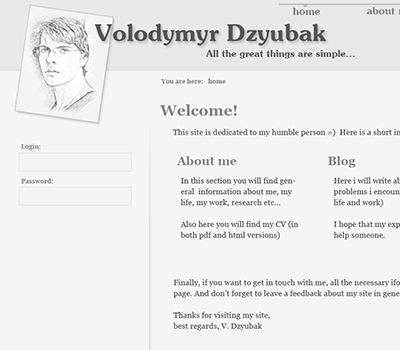 home
about
Volodymyr Dzyubak
All the great things are simple...
You are here: home
Welcome!
This site is dedicated to my humble person =) Here is a short in
Login:
Password:
About me
In this section you will find gen-
eral information about me, my
life, my work, research etc...
Also here you will find my CV (in
both pdf and html versions)
Blog
Here i will write ab
problems i encoun
life and work)
I hope that my exp
help someone.
Finally, if you want to get in touch with me, all the necessary ifo
page. And don't forget to leave a feedback about my site in gene
Thanks for visiting my site,
best regards, V. Dzyubak